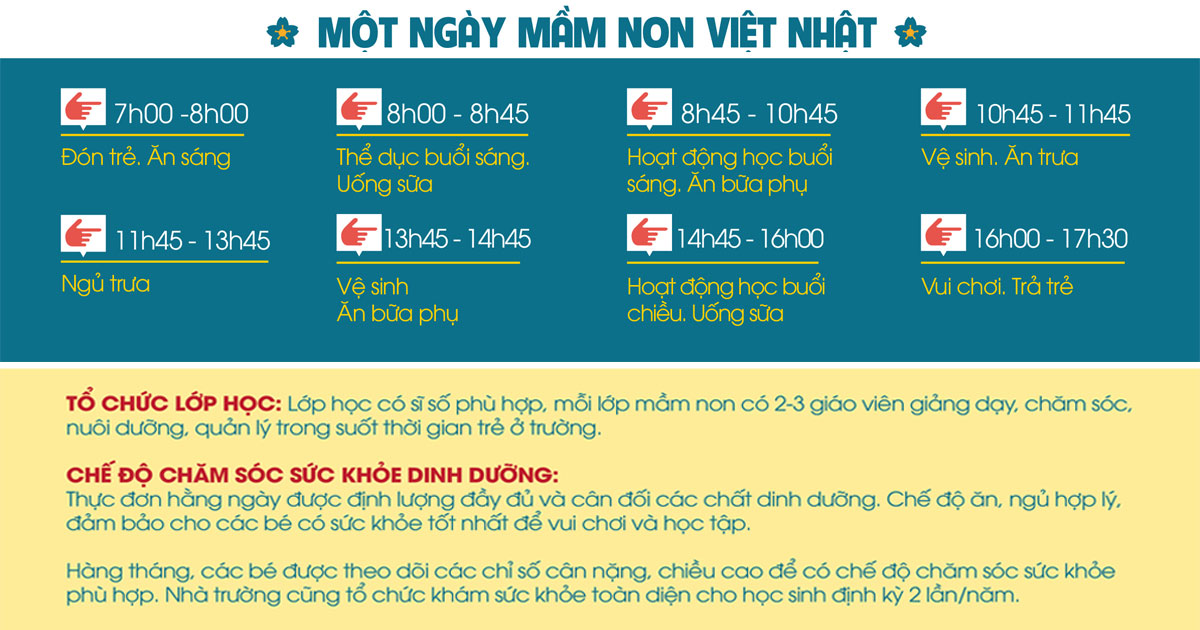 MỘT NGÀY MẦM NON VIỆT NHẬT
7h00 -8h00
Đón trẻ. Ăn sáng
8h00 - 8h45
Thể dục buổi sáng.
Uống sữa
8h45 - 10h45
Hoạt động học buổi
sáng. Ăn bữa phụ
10h45 - 11h45
Vệ sinh. Ăn trưa
11h45 - 13h45
Ngủ trưa
13h45 - 14h45
Vệ sinh
Ăn bữa phụ
14h45 - 16h00
Hoạt động học buổi
chiều. Uống sữa
16h00 - 17h30
Vui chơi. Trả trẻ
TỔ CHỨC LỚP HỌC: Lớp học có sĩ số phù hợp, mỗi lớp mầm non có 2-3 giáo viên giảng dạy, chăm sóc,
nuôi dưỡng, quản lý trong suốt thời gian trẻ ở trường.
CHẾ ĐỘ CHĂM SÓC SỨC KHỎE DINH DƯỠNG:
Thực đơn hằng ngày được định lượng đầy đủ và cân đối các chất dinh dưỡng. Chế độ ăn, ngủ hợp lý,
đảm bảo cho các bé có sức khỏe tốt nhất để vui chơi và học tập.
Hàng tháng, các bé được theo dõi các chỉ số cân nặng, chiều cao để có chế độ chăm sóc sức khỏe
phù hợp. Nhà trường cũng tổ chức khám sức khỏe toàn diện cho học sinh định kỳ 2 lần/năm.